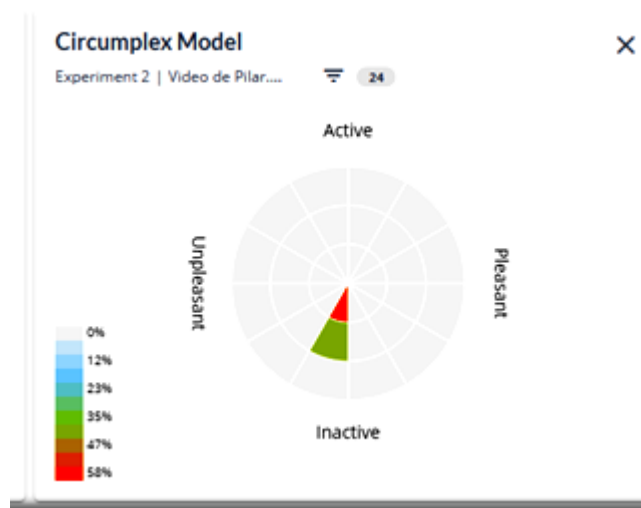 Circumplex Model
Experiment 2 | Video de Pilar....
24
Active
Unpleasant
Pleasant
Inactive
0%
12%
23%
35%
47%
58%